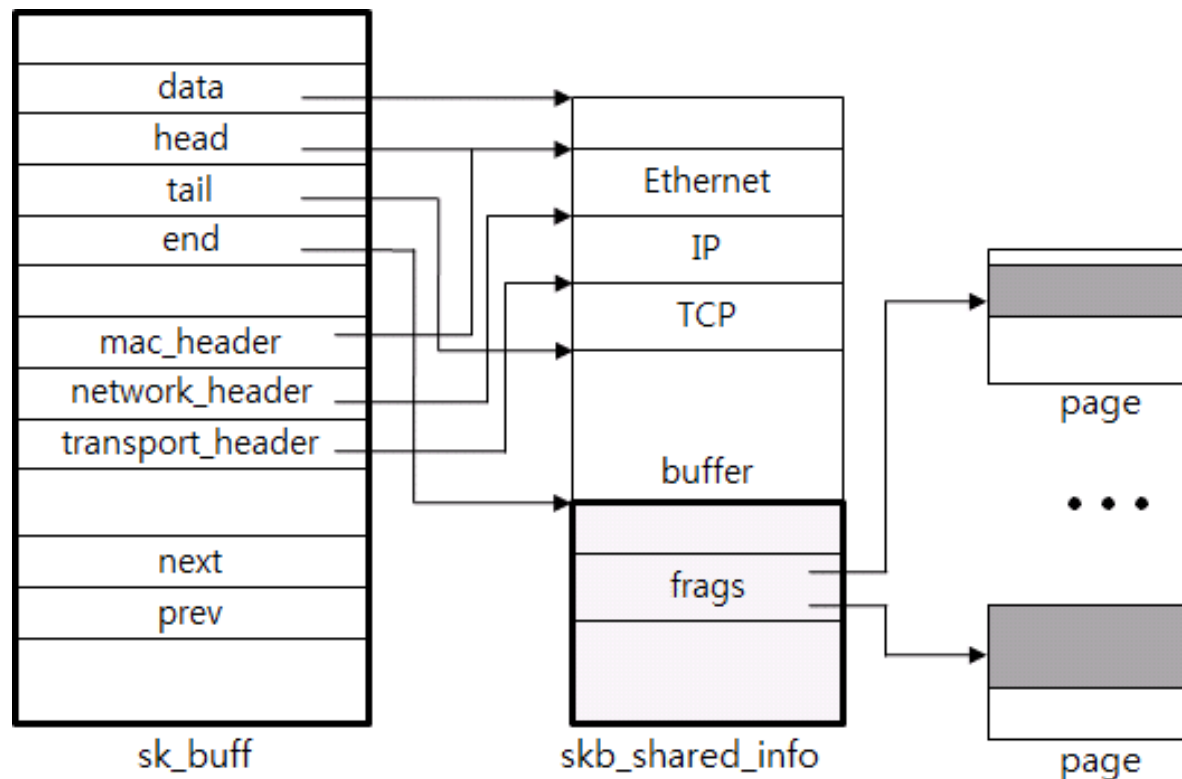 data
head
tail
end
mac_header
network_header
transport_header
next
prev
sk_buff
Ethernet
IP
TCP
buffer
frags
skb_shared_info
page
page